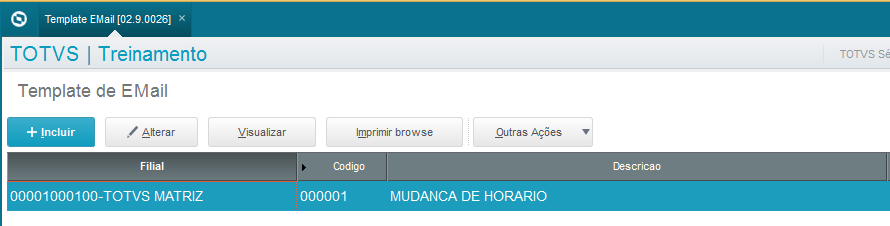 Template EMail [02.9.0026] ×
TOTVS | Treinamento
TOTVS Sé
Template de EMail
+ Incluir Alterar Visualizar Imprimir browse Outras Ações
Filial Codigo Descricao
00001000100-TOTVS MATRIZ 000001 MUDANCA DE HORARIO